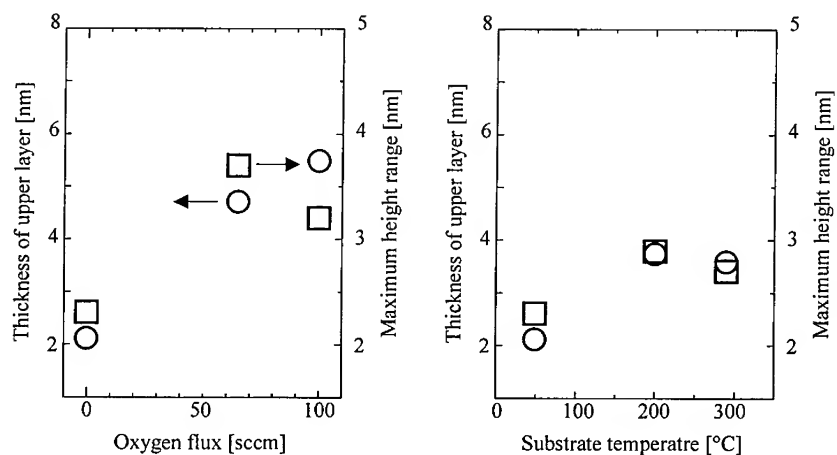 8
6
4
2
Thickness of upper layer [nm]
5
4
3
2
Maximum height range [nm]
0 50 100
Oxygen flux [sccm]
8
6
4
2
Thickness of upper layer [nm]
5
4
3
2
Maximum height range [nm]
0 100 200 300
Substrate temperatre [°C]